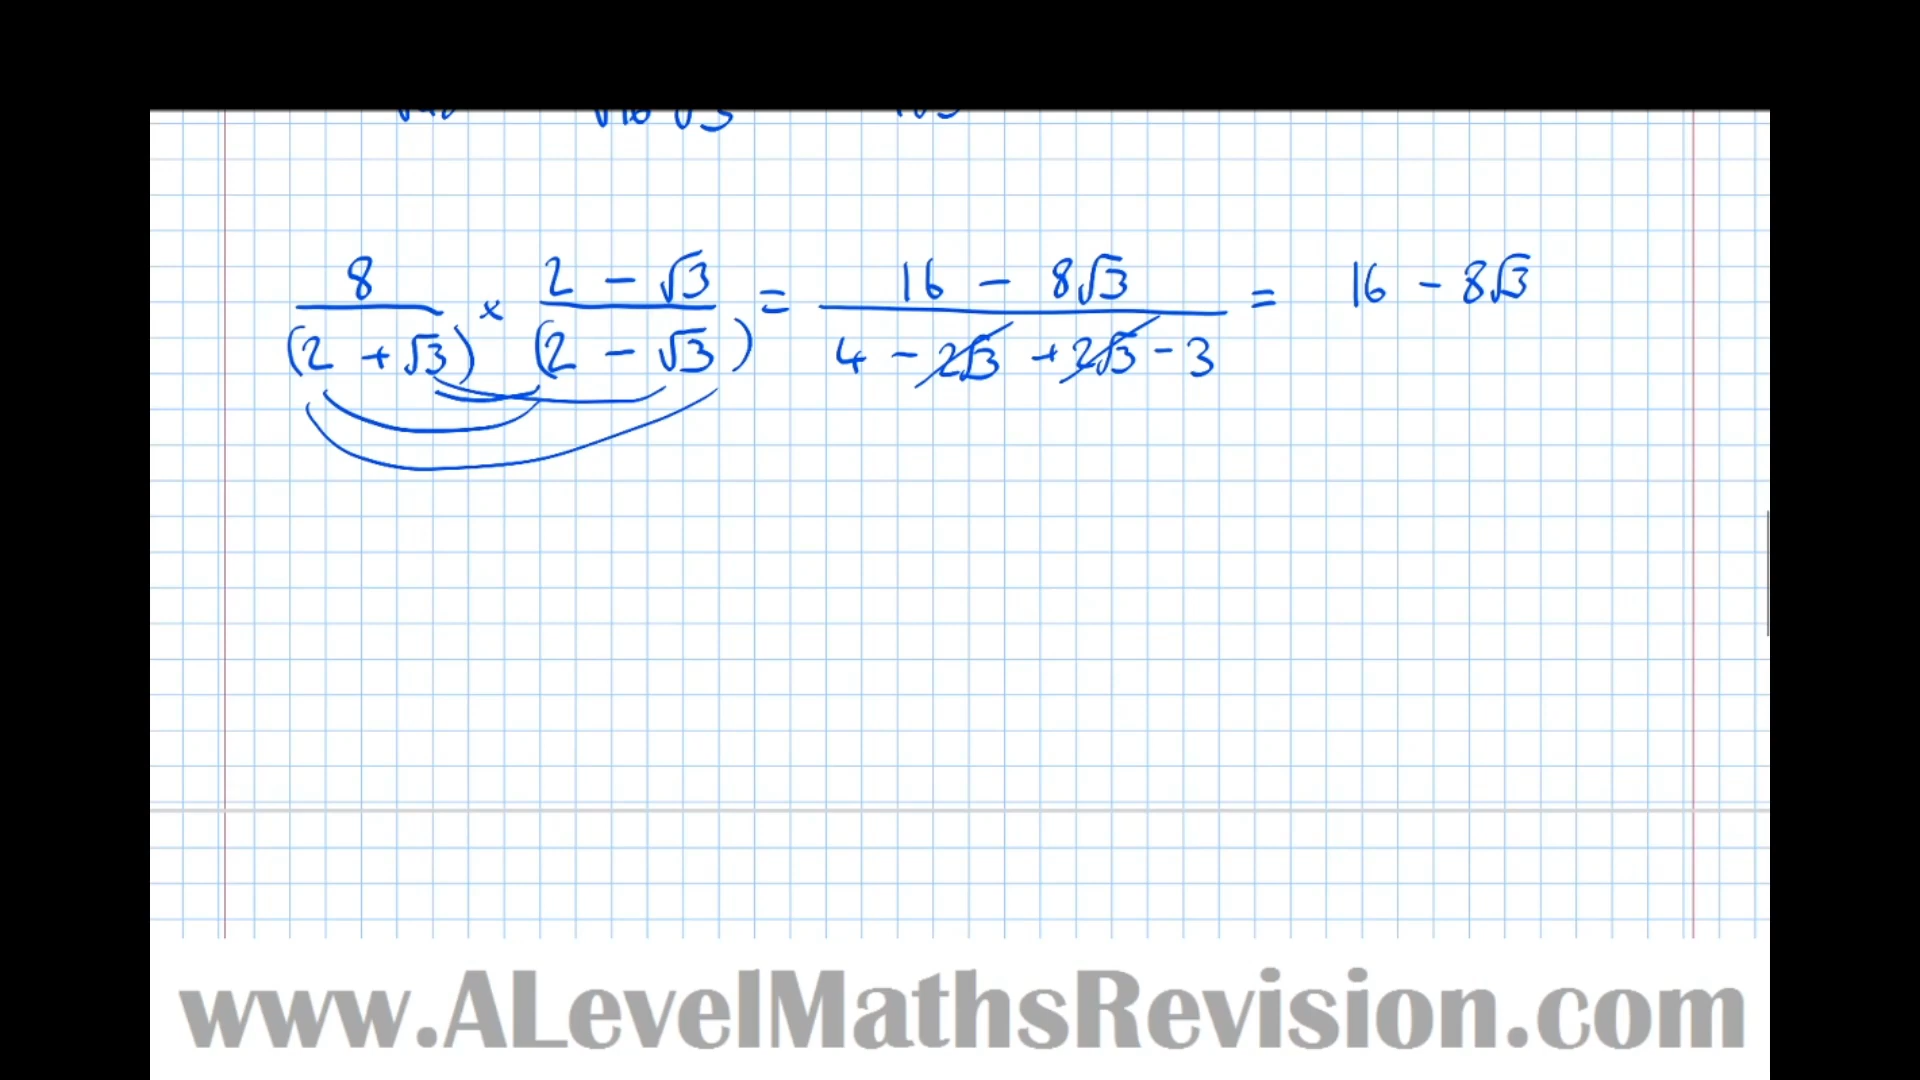 8/(2 + √3) × (2 - √3)/(2 - √3) = (16 - 8√3)/(4 - 2√3 + 2√3 - 3) = 16 - 8√3
www.ALevelMathsRevision.com